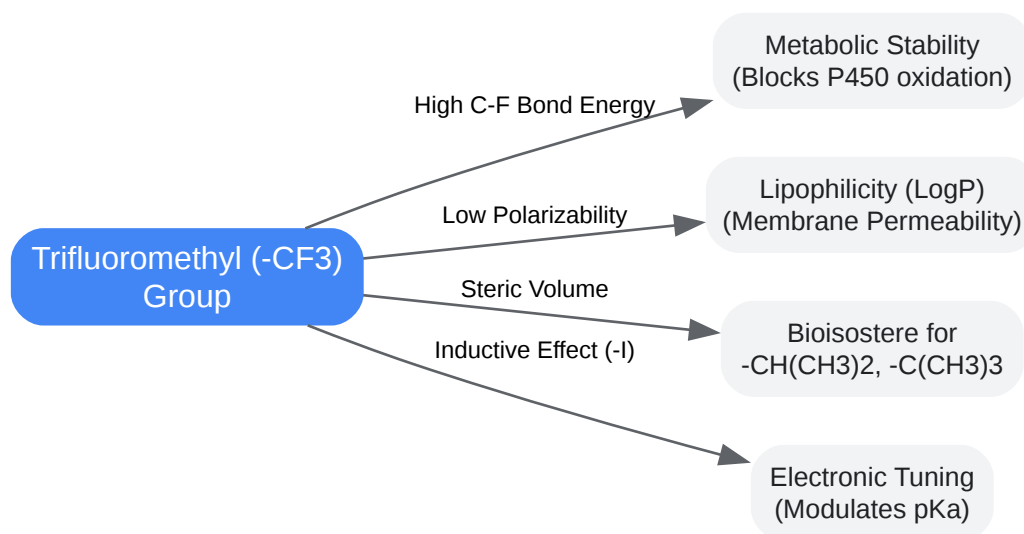 Trifluoromethyl (-CF3)
Group
High C-F Bond Energy
Metabolic Stability
(Blocks P450 oxidation)
Low Polarizability
Lipophilicity (LogP)
(Membrane Permeability)
Steric Volume
Bioisostere for
-CH(CH3)2, -C(CH3)3
Inductive Effect (-I)
Electronic Tuning
(Modulates pKa)